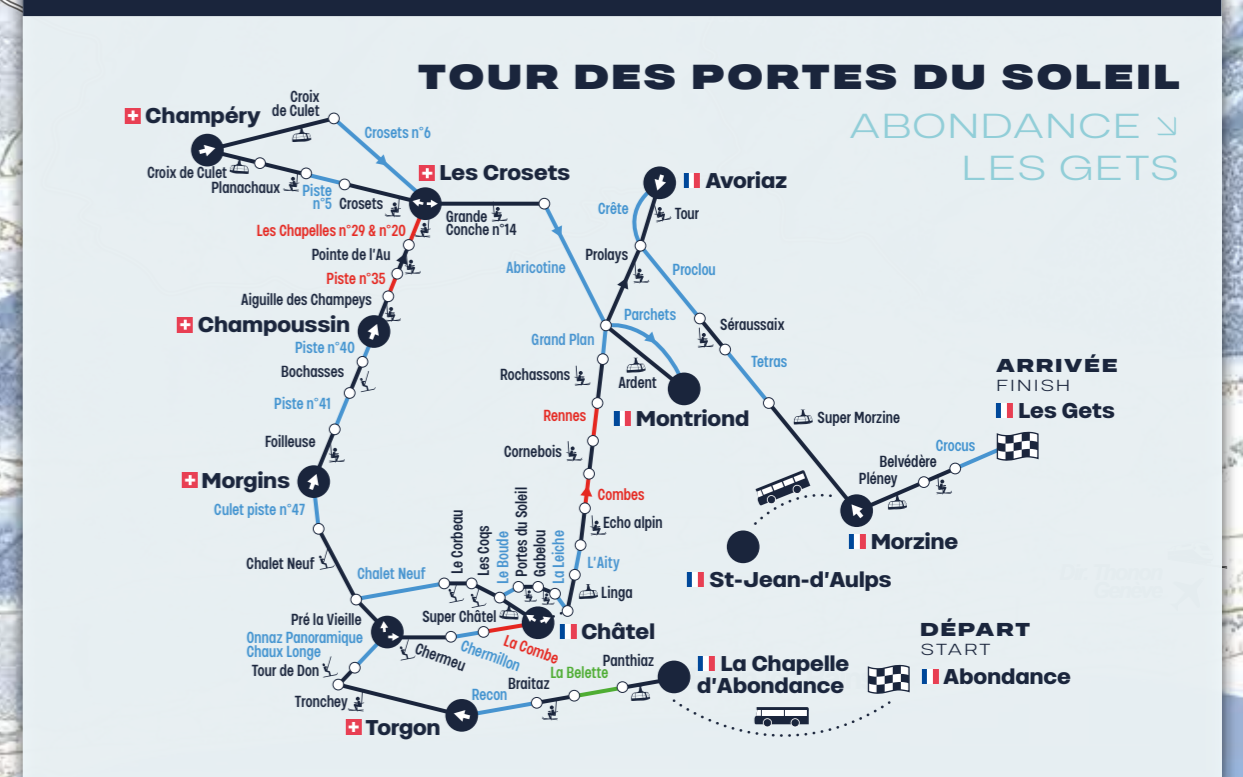 TOUR DES PORTES DU SOLEIL
ABONDANCE
LES GETS
Croix
de Culet
Champéry
Crosets n°6
Croix de Culet
Planachaux
Piste
n°5
Crosets
Les Crosets
Grande
Conche n°14
Avoriaz
Crête
Tour
Les Chapelles n°29 & n°20
Pointe de l'Au
Prolays
Abricotine
Proclou
Piste n°35
Aiguille des Champeys
Champoussin
Parchets
Séraussaix
Piste n°40
Grand Plan
Bochasses
Rochassons
Ardent
Tetras
Piste n°41
Rennes
Montriond
Super Morzine
ARRIVÉE
FINISH
Les Gets
Foilleuse
Cornebois
Crocus
Belvédère
Pléney
Morgins
Culet piste n°47
Combes
Echo alpin
Morzine
Chalet Neuf
Chalet Neuf
Le Corbeau
Les Coqs
Le Boude
Portes du Soleil
Gabelou
La Leiche
L'Aity
St-Jean-d'Aulps
Linga
Pré la Vieille
Super Châtel
Châtel
Onnaz Panoramique
Chaux Longe
Chermeu
Chermillon
La Combe
DÉPART
START
Abondance
Tour de Don
Panthiaz
La Chapelle
d'Abondance
La Belette
Braitaz
Tronchey
Recon
Torgon